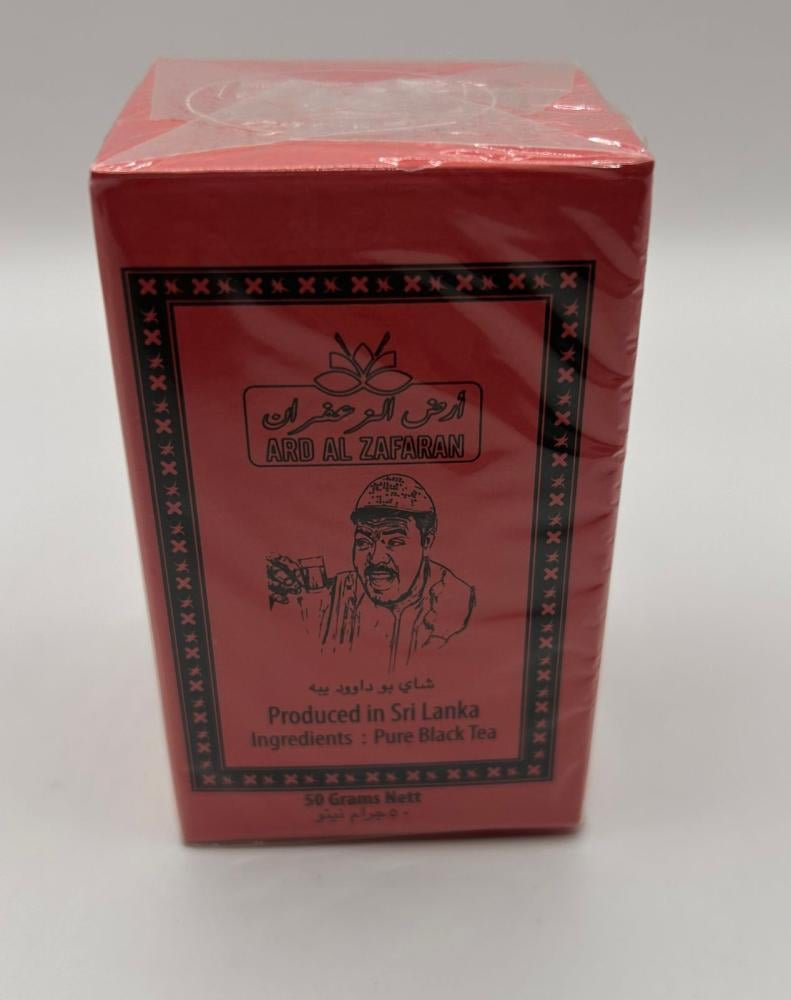 أرض الزعفران
ARD AL ZAFARAN
شاي بو داوود يبه
Produced in Sri Lanka
Ingredients : Pure Black Tea
50 Grams Nett
٥٠ جرام نيتو